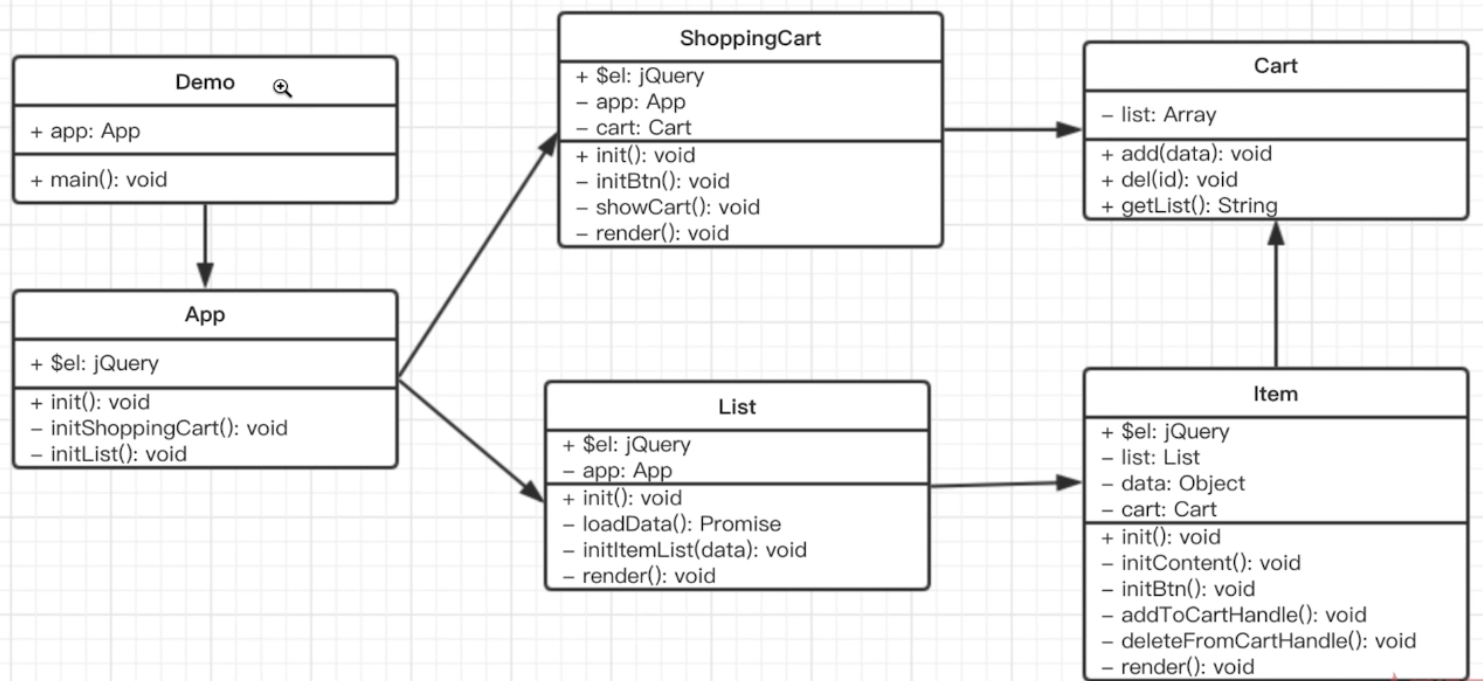 Demo
+ app: App
+ main(): void
App
+ $el: jQuery
+ init(): void
– initShoppingCart(): void
– initList(): void
ShoppingCart
+ $el: jQuery
– app: App
– cart: Cart
+ init(): void
– initBtn(): void
– showCart(): void
– render(): void
List
+ $el: jQuery
– app: App
+ init(): void
– loadData(): Promise
– initItemList(data): void
– render(): void
Cart
– list: Array
+ add(data): void
+ del(id): void
+ getList(): String
Item
+ $el: jQuery
– list: List
– data: Object
– cart: Cart
+ init(): void
– initContent(): void
– initBtn(): void
– addToCartHandle(): void
– deleteFromCartHandle(): void
– render(): void